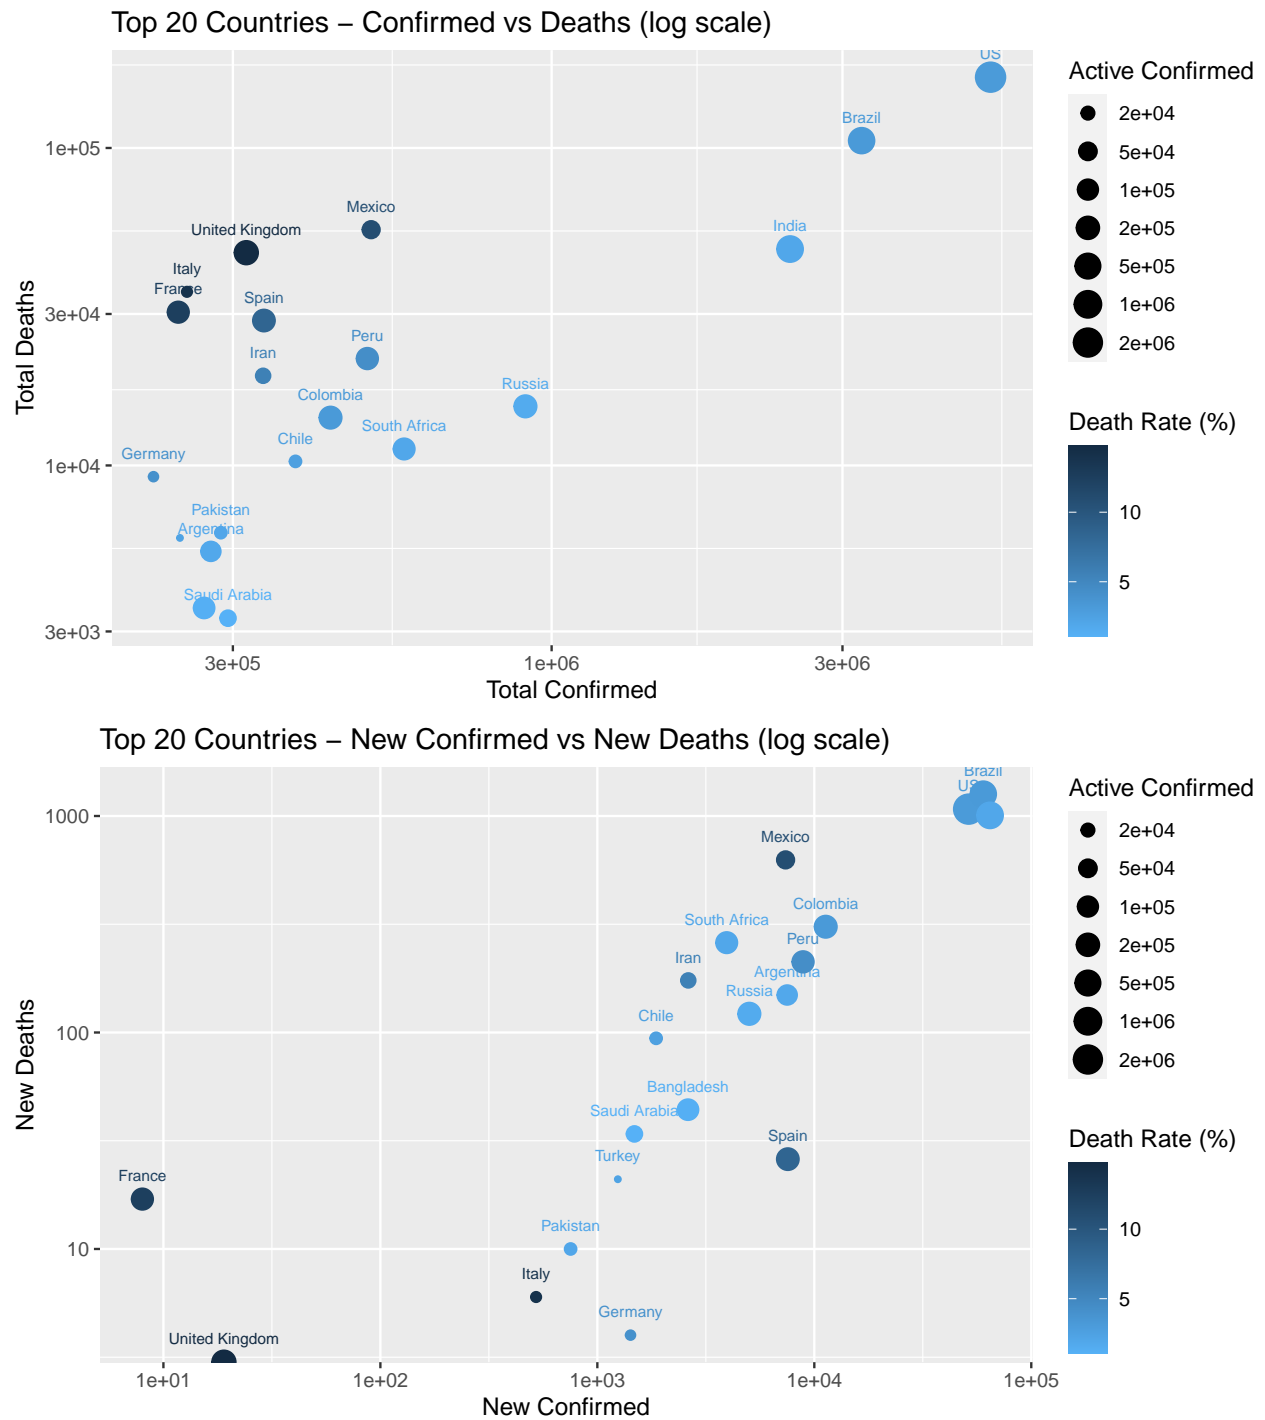 Top 20 Countries – Confirmed vs Deaths (log scale)
US
Brazil
1e+05
Mexico
United Kingdom
India
Italy
France
Spain
3e+04
Peru
Iran
Russia
Colombia
South Africa
Chile
Germany
1e+04
Pakistan
Argentina
Saudi Arabia
3e+03
3e+05
1e+06
3e+06
Total Confirmed
Total Deaths
Active Confirmed
2e+04
5e+04
1e+05
2e+05
5e+05
1e+06
2e+06
Death Rate (%)
10
5
Top 20 Countries – New Confirmed vs New Deaths (log scale)
Brazil
US
1000
Mexico
Colombia
South Africa
Peru
Iran
Argentina
Russia
100
Chile
Bangladesh
Saudi Arabia
Spain
Turkey
France
Pakistan
10
Italy
Germany
United Kingdom
1e+01
1e+02
1e+03
1e+04
1e+05
New Confirmed
New Deaths
Active Confirmed
2e+04
5e+04
1e+05
2e+05
5e+05
1e+06
2e+06
Death Rate (%)
10
5